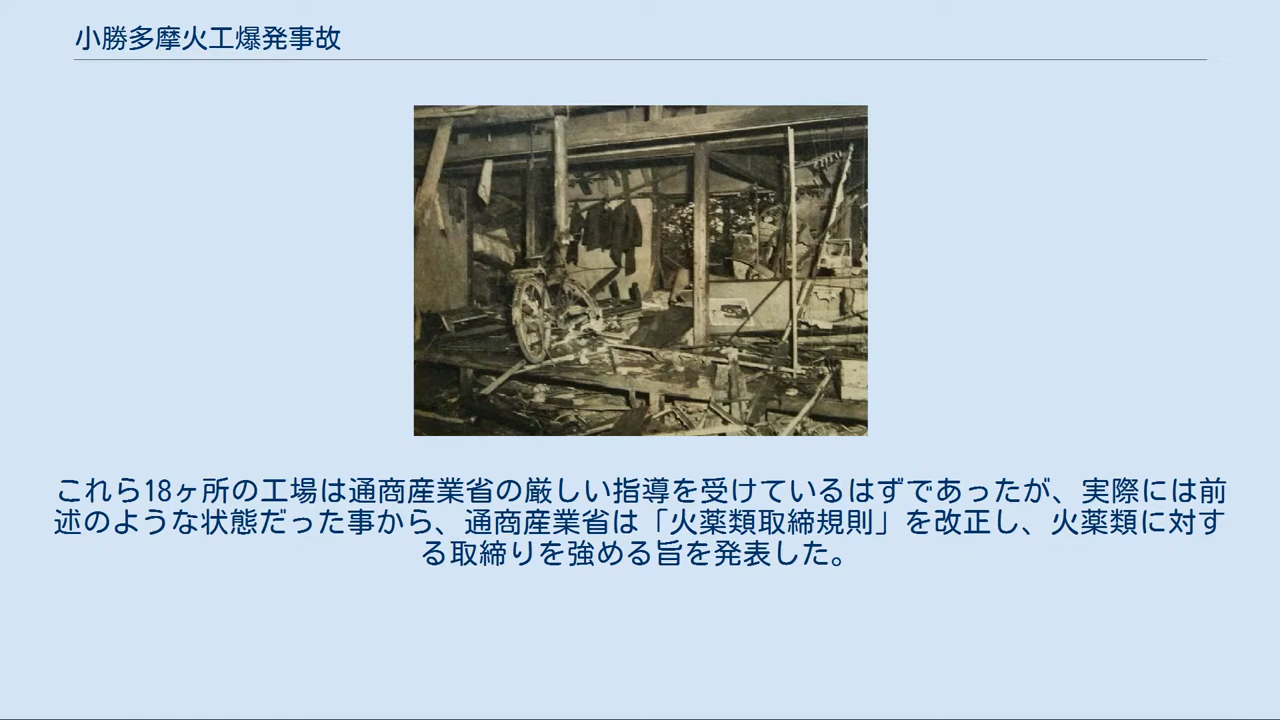 小勝多摩火工爆発事故
これら18ヶ所の工場は通商産業省の厳しい指導を受けているはずであったが、実際には前
述のような状態だった事から、通商産業省は「火薬類取締規則」を改正し、火薬類に対す
る取締りを強める旨を発表した。